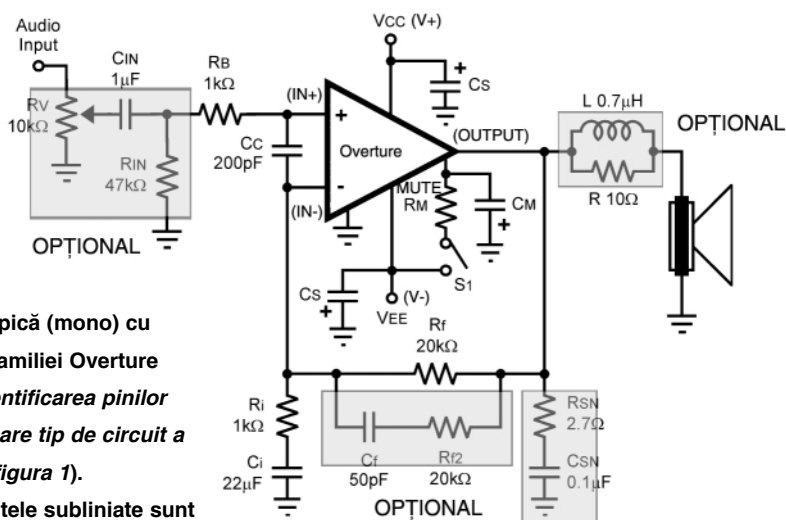 Audio
Input
CIN
1µF
RB
1kΩ
RV
10kΩ
RIN
47kΩ
OPȚIONAL
CC
200pF
(IN+)
+
Overture
-
(IN-)
VCC (V+)
+
CS
(OUTPUT)
MUTE
RM
CM
+
S1
CS
+
(V-)
VEE
L 0.7µH
R 10Ω
OPȚIONAL
Rf
20kΩ
Ri
1kΩ
Ci
22µF
Cf
50pF
Rf2
20kΩ
OPȚIONAL
RSN
2.7Ω
CSN
0.1µF
pică (mono) cu
amiliei Overture
entificarea pinilor
are tip de circuit a
figura 1).
tele subliniate sunt